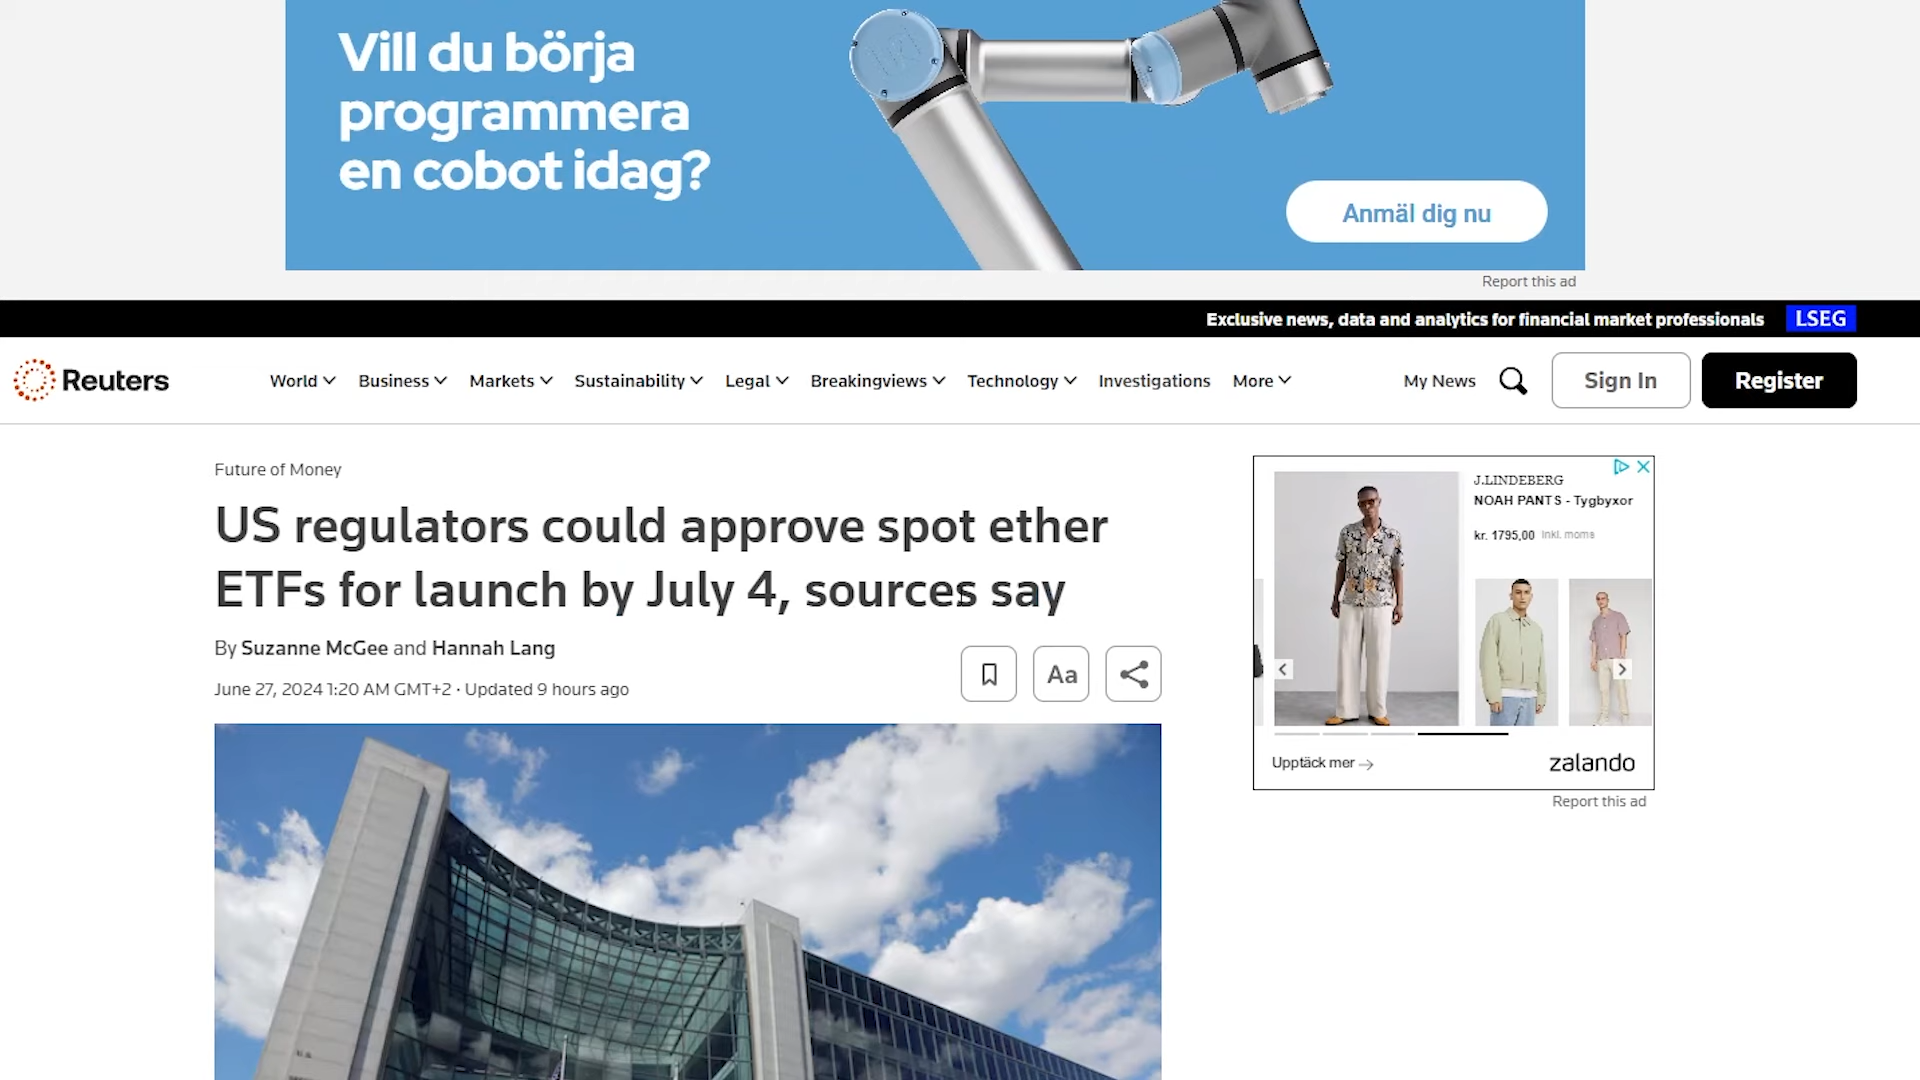 Vill du börja
programmera
en cobot idag?
Anmäl dig nu
Report this ad
Exclusive news, data and analytics for financial market professionals LSEG
Reuters World Business Markets Sustainability Legal Breakingviews Technology Investigations More My News Sign In Register
Future of Money
US regulators could approve spot ether
ETFs for launch by July 4, sources say
By Suzanne McGee and Hannah Lang
June 27, 2024 1:20 AM GMT+2 · Updated 9 hours ago
Aa
J.LINDEBERG
NOAH PANTS - Tygbyxor
kr. 1795,00 Inkl. moms
Upptäck mer
zalando
Report this ad